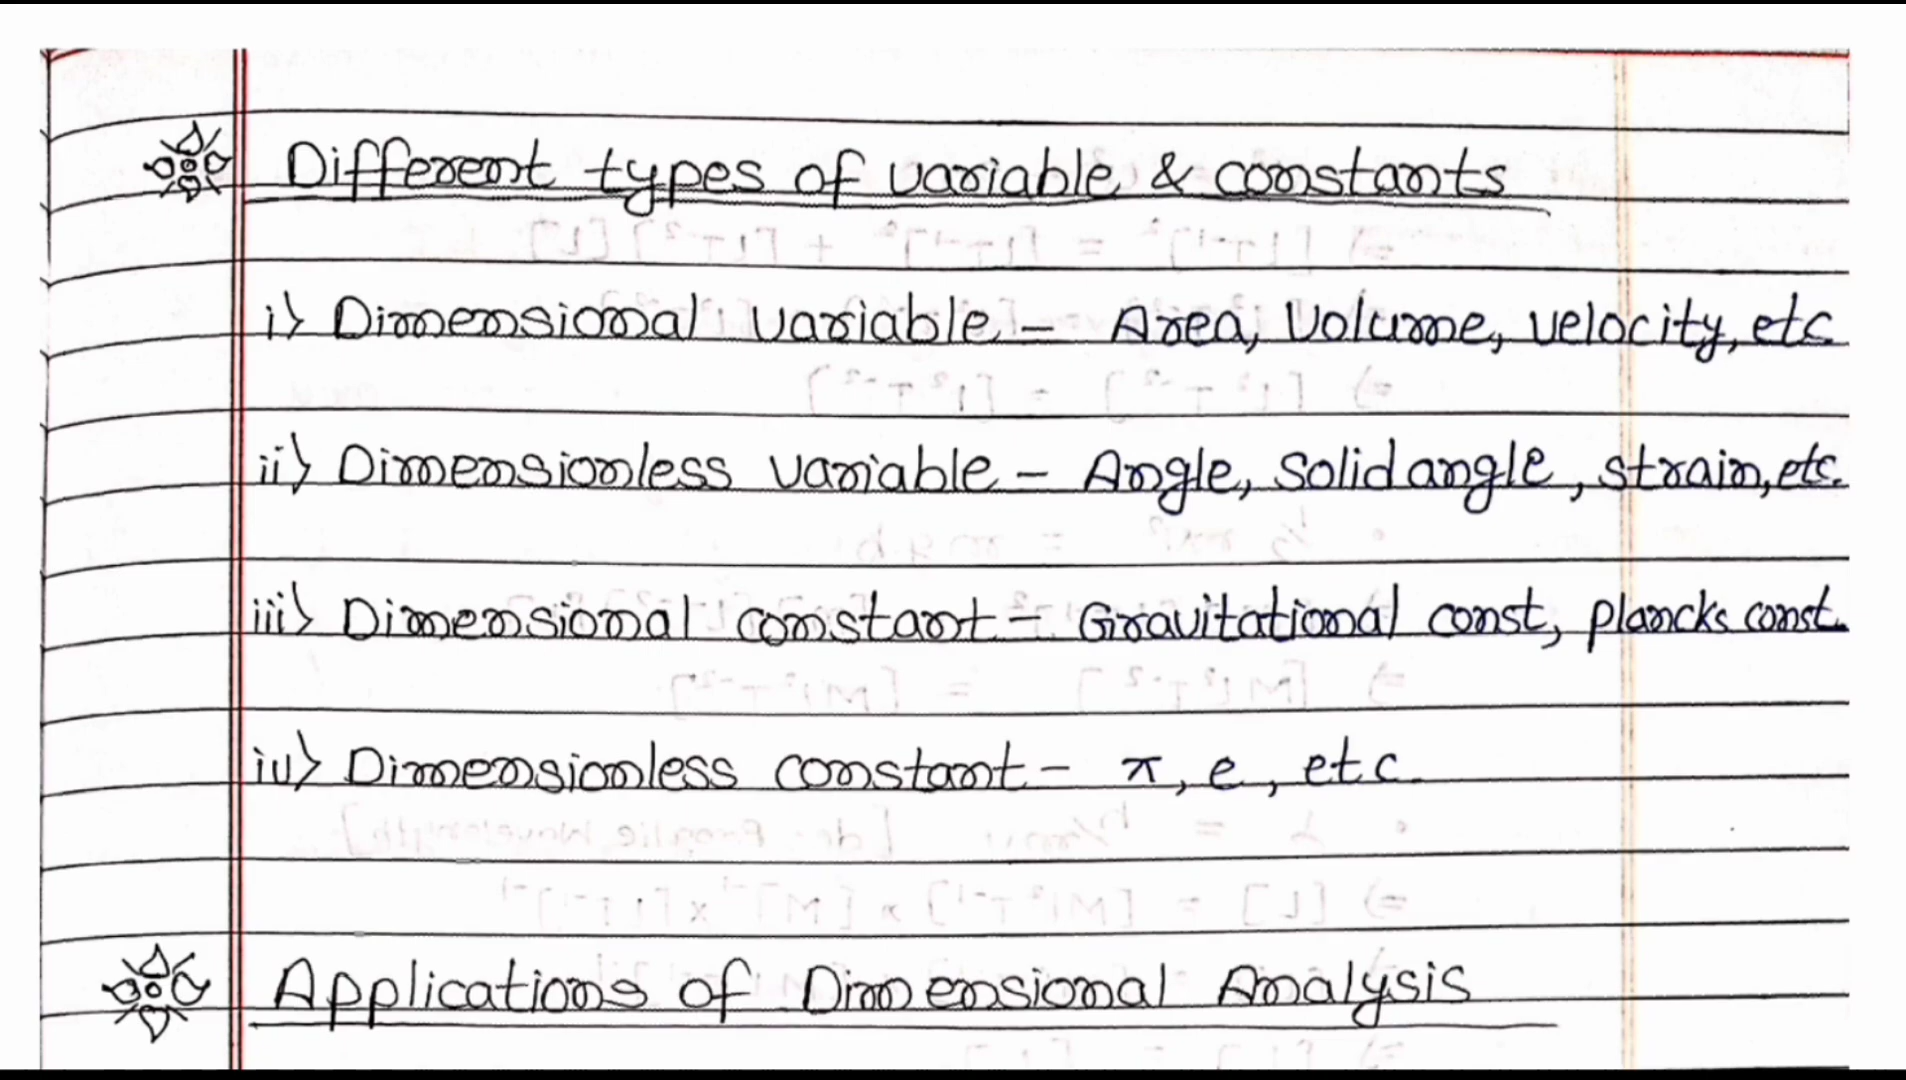 Different types of variable & constants
i) Dimensional variable - Area, Volume, velocity, etc
ii) Dimensionless variable - Angle, solid angle, strain, etc.
iii) Dimensional constant - Gravitational const, plancks const.
iv) Dimensionless constant - π, e, etc.
Applications of Dimensional Analysis